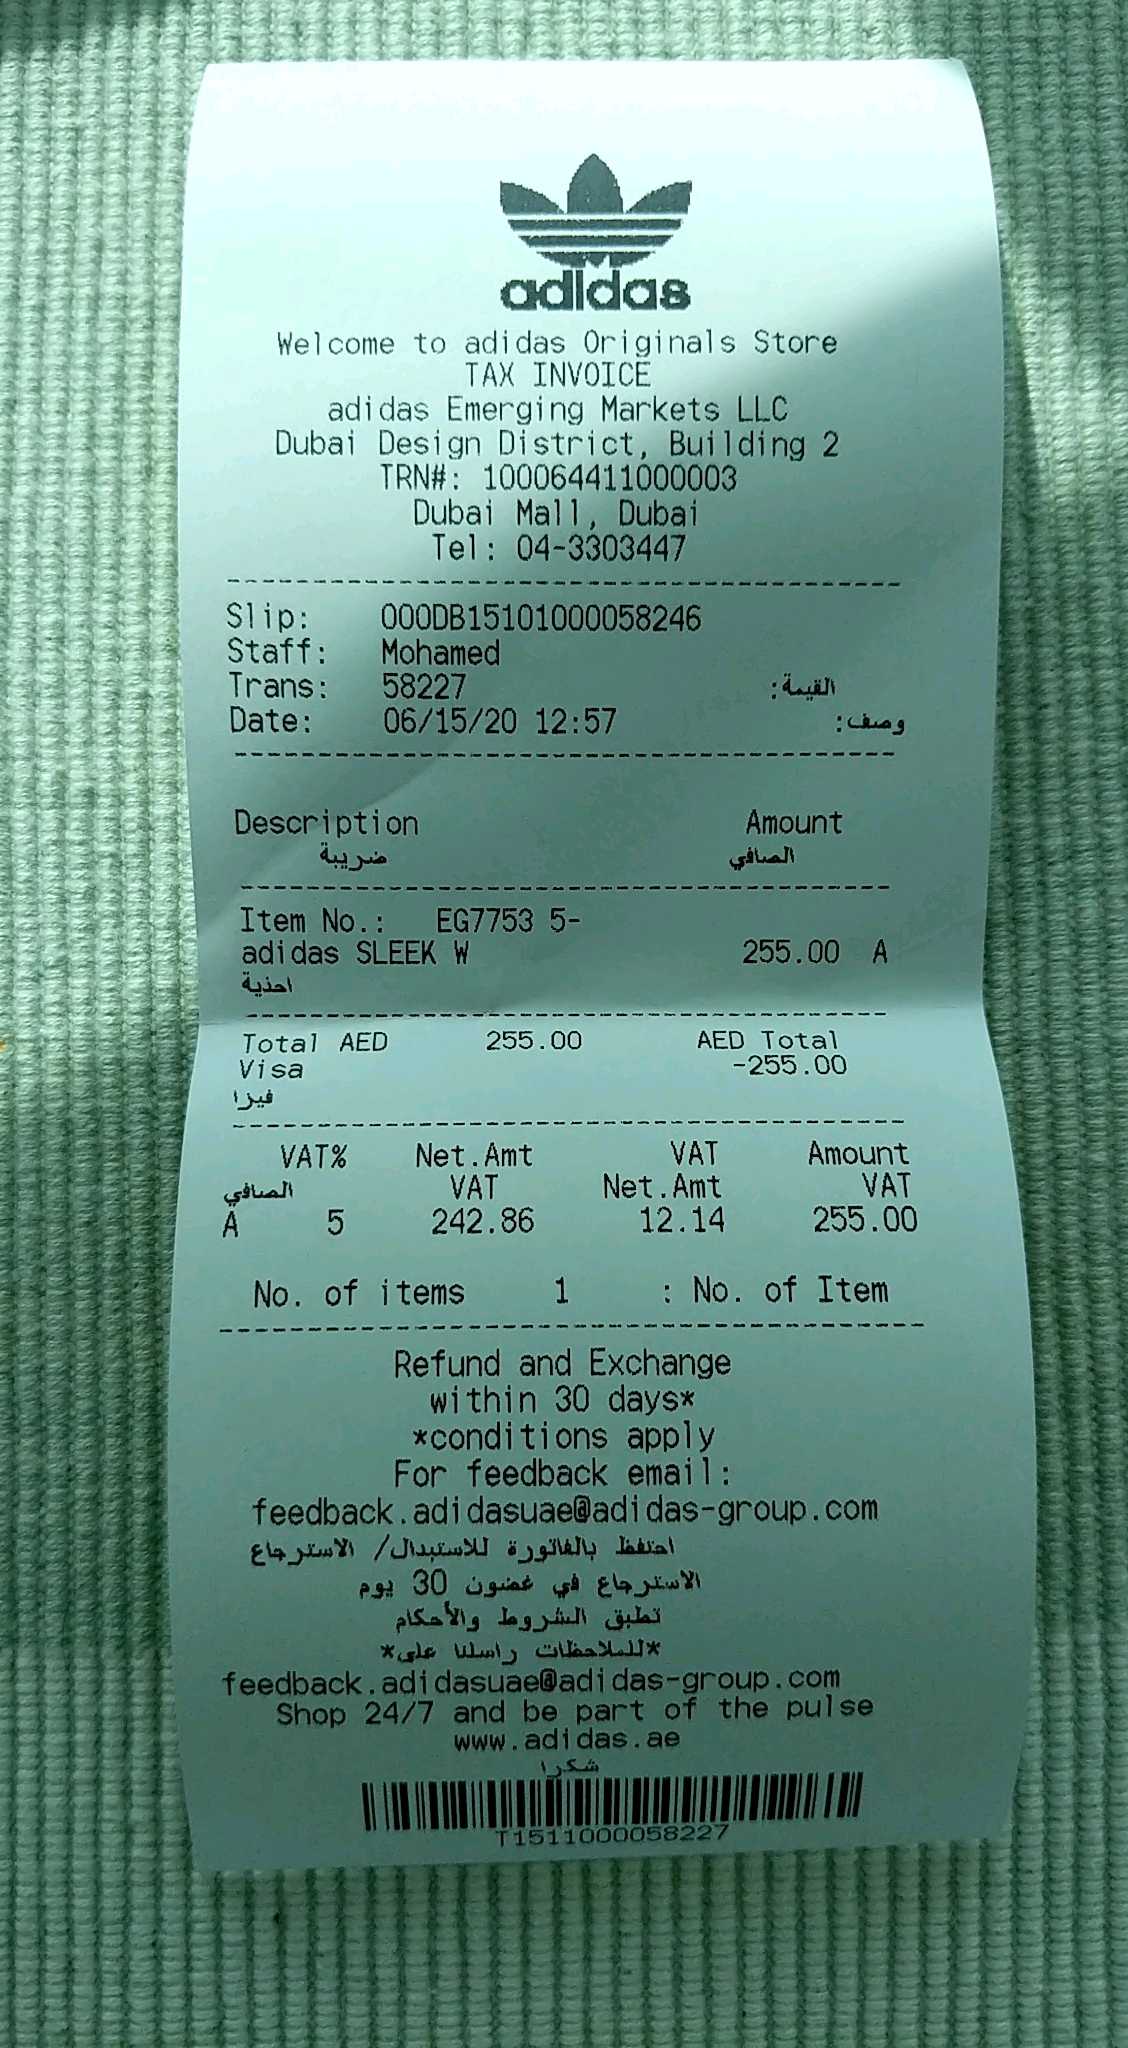 adidas
Welcome to adidas Originals Store
TAX INVOICE
adidas Emerging Markets LLC
Dubai Design District, Building 2
TRN#: 100064411000003
Dubai Mall, Dubai
Tel: 04-3303447
Slip: 000DB15101000058246
Staff: Mohamed
Trans: 58227 القيمة:
Date: 06/15/20 12:57 وصف:
Description Amount
ضريبة الصافي
Item No.: EG7753 5-
adidas SLEEK W 255.00 A
احذية
Total AED 255.00 AED Total
Visa -255.00
فيزا
VAT% Net.Amt VAT Amount
الصافي VAT Net.Amt VAT
A 5 242.86 12.14 255.00
No. of items 1 : No. of Item
Refund and Exchange
within 30 days*
*conditions apply
For feedback email:
feedback.adidasuae@adidas-group.com
احتفظ بالفاتورة للاستبدال/ الاسترجاع
الاسترجاع في غضون 30 يوم
تطبق الشروط والأحكام
*للملاحظات راسلنا على*
feedback.adidasuae@adidas-group.com
Shop 24/7 and be part of the pulse
www.adidas.ae
شكرا
T1511000058227